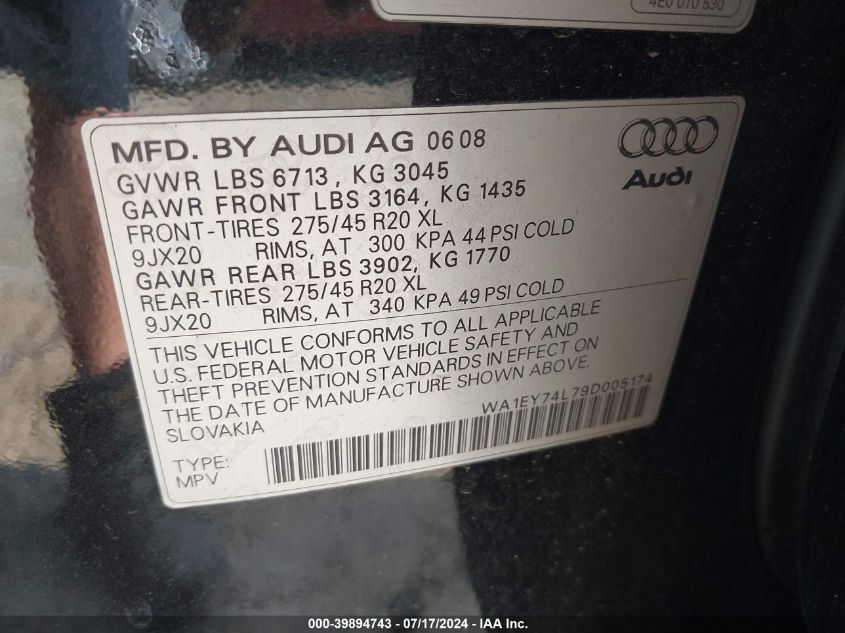 4E0 010 530
MFD. BY AUDI AG 06 08
Audi
GVWR LBS 6713 , KG 3045
GAWR FRONT LBS 3164, KG 1435
FRONT-TIRES 275/45 R20 XL
9JX20 RIMS, AT 300 KPA 44 PSI COLD
GAWR REAR LBS 3902, KG 1770
REAR-TIRES 275/45 R20 XL
9JX20 RIMS, AT 340 KPA 49 PSI COLD
THIS VEHICLE CONFORMS TO ALL APPLICABLE
U.S. FEDERAL MOTOR VEHICLE SAFETY AND
THEFT PREVENTION STANDARDS IN EFFECT ON
THE DATE OF MANUFACTURE SHOWN ABOVE.
SLOVAKIA
WA1EY74L79D005174
TYPE:
MPV
000-39894743 - 07/17/2024 - IAA Inc.